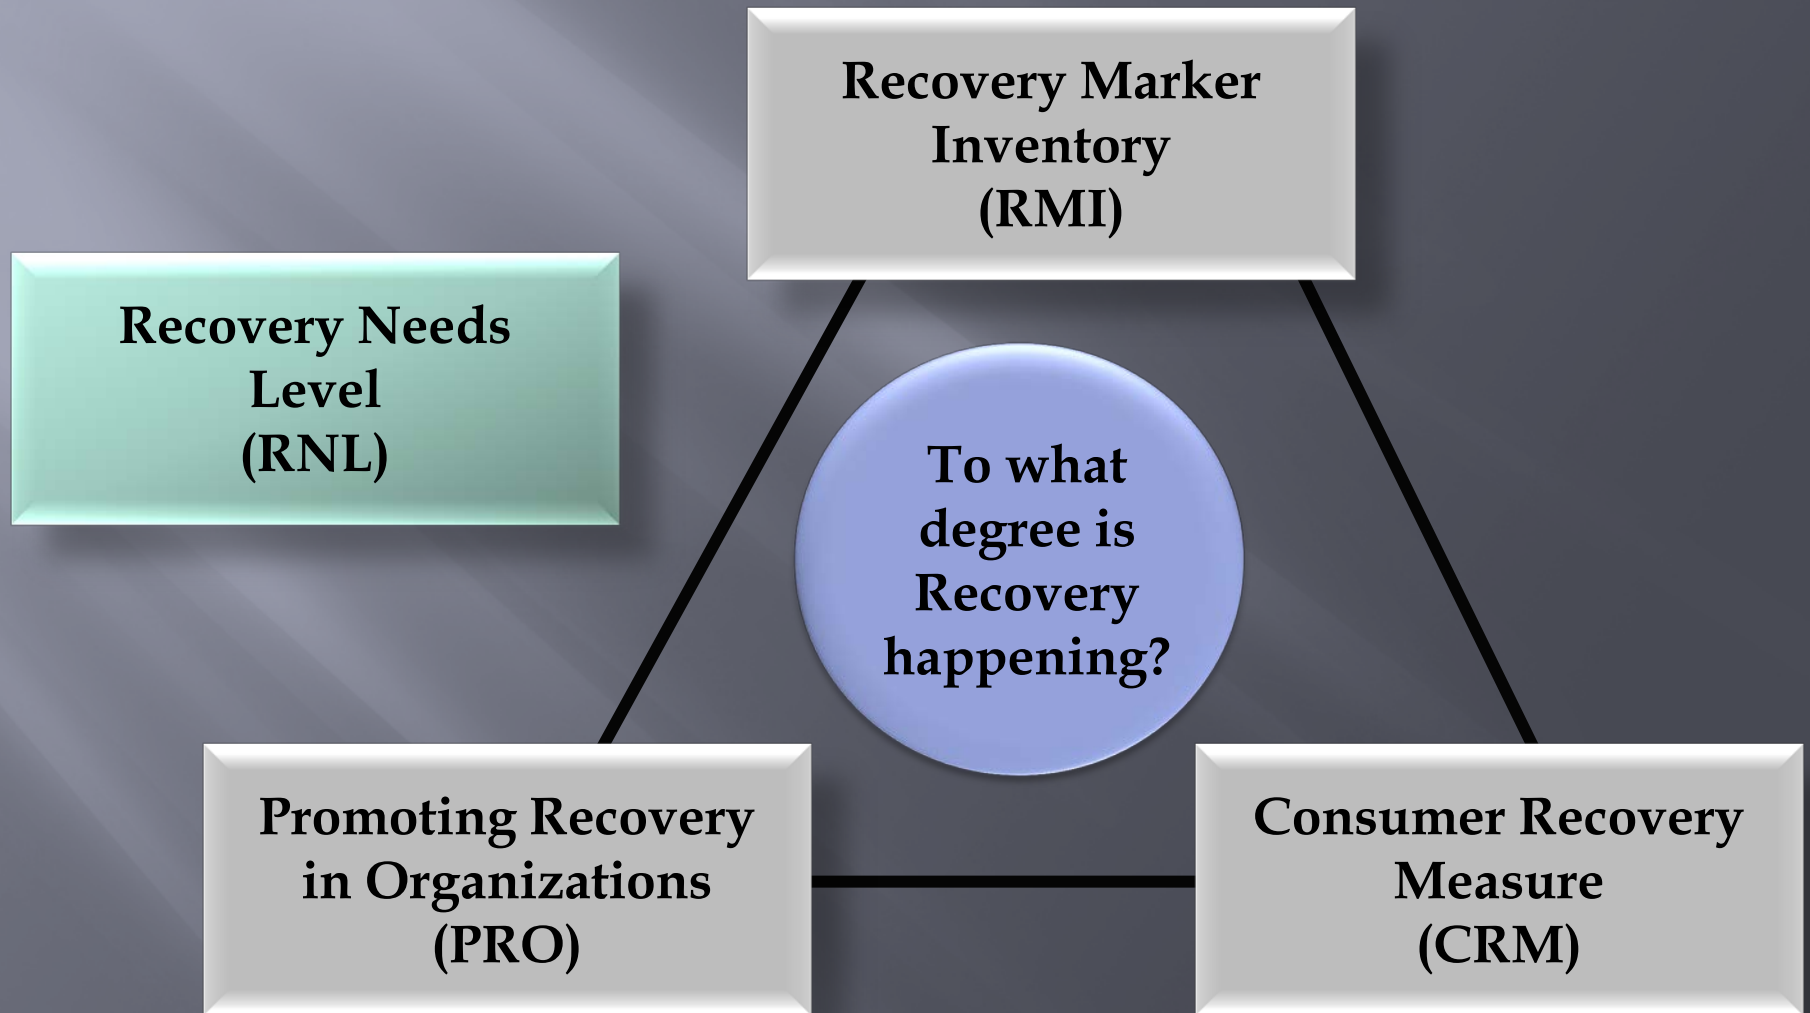 Recovery Marker
Inventory
(RMI)
Recovery Needs
Level
(RNL)
To what
degree is
Recovery
happening?
Promoting Recovery
in Organizations
(PRO)
Consumer Recovery
Measure
(CRM)